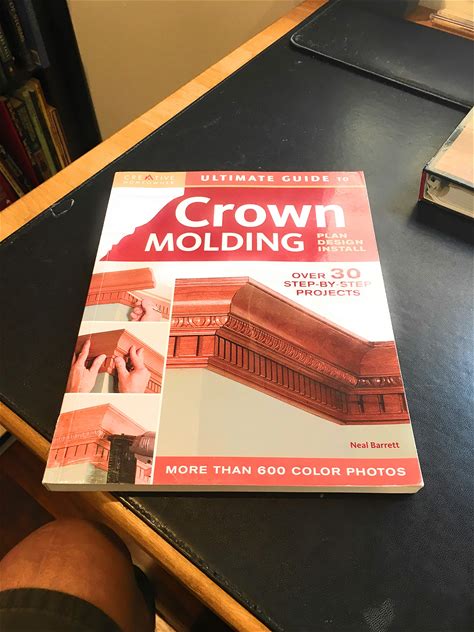 CREATIVE
HOMEOWNER
ULTIMATE GUIDE TO
Crown
MOLDING
PLAN
DESIGN
INSTALL
OVER 30
STEP-BY-STEP
PROJECTS
Neal Barrett
MORE THAN 600 COLOR PHOTOS